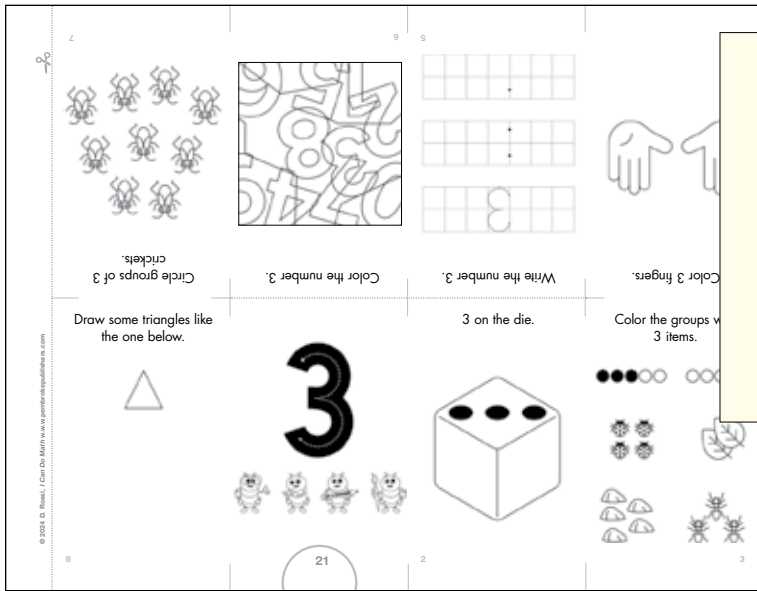 7
6
5
Circle groups of 3
crickets.
Color the number 3.
Write the number 3.
Color 3 fingers.
Draw some triangles like
the one below.
3 on the die.
Color the groups
3 items.
3
© 2024 D. Rossi, I Can Do Math www.pembrokepublishers.com
8
21
2
3